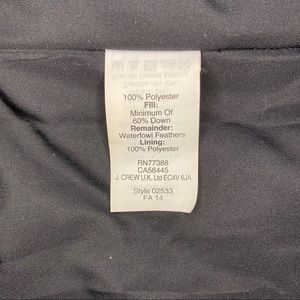 100% Polyester
Fill:
Minimum Of
60% Down
Remainder:
Waterfowl Feathers
Lining:
100% Polyester
RN77388
CA56445
J. CREW U.K. Ltd EC4V 6JA
Style 02533
FA 14